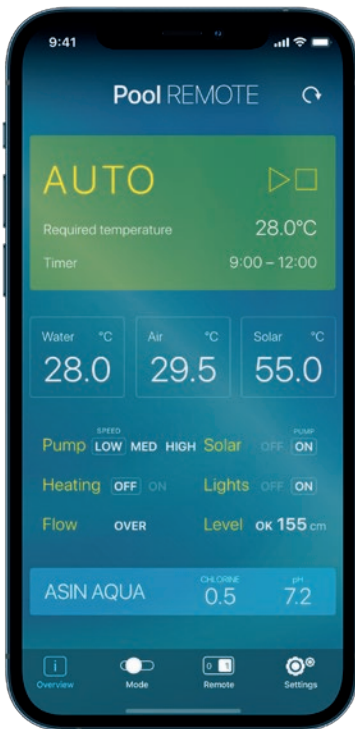 9:41
Pool REMOTE
AUTO
Required temperature 28.0°C
Timer 9:00 – 12:00
Water °C Air °C Solar °C
28.0 29.5 55.0
SPEED PUMP
Pump LOW MED HIGH Solar OFF ON
Heating OFF ON Lights OFF ON
Flow OVER Level OK 155 cm
CHLORINE pH
ASIN AQUA 0.5 7.2
i 0 1
Overview Mode Remote Settings